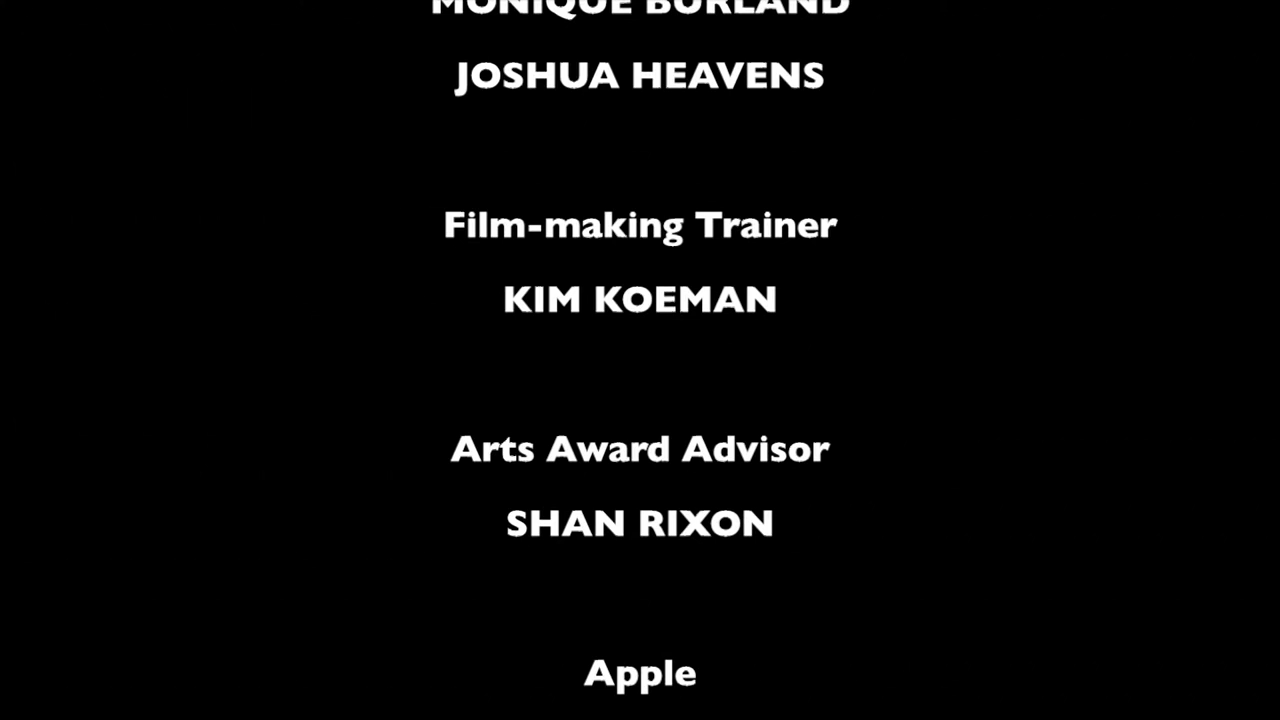 MONIQUE BURLAND
JOSHUA HEAVENS
Film-making Trainer
KIM KOEMAN
Arts Award Advisor
SHAN RIXON
Apple